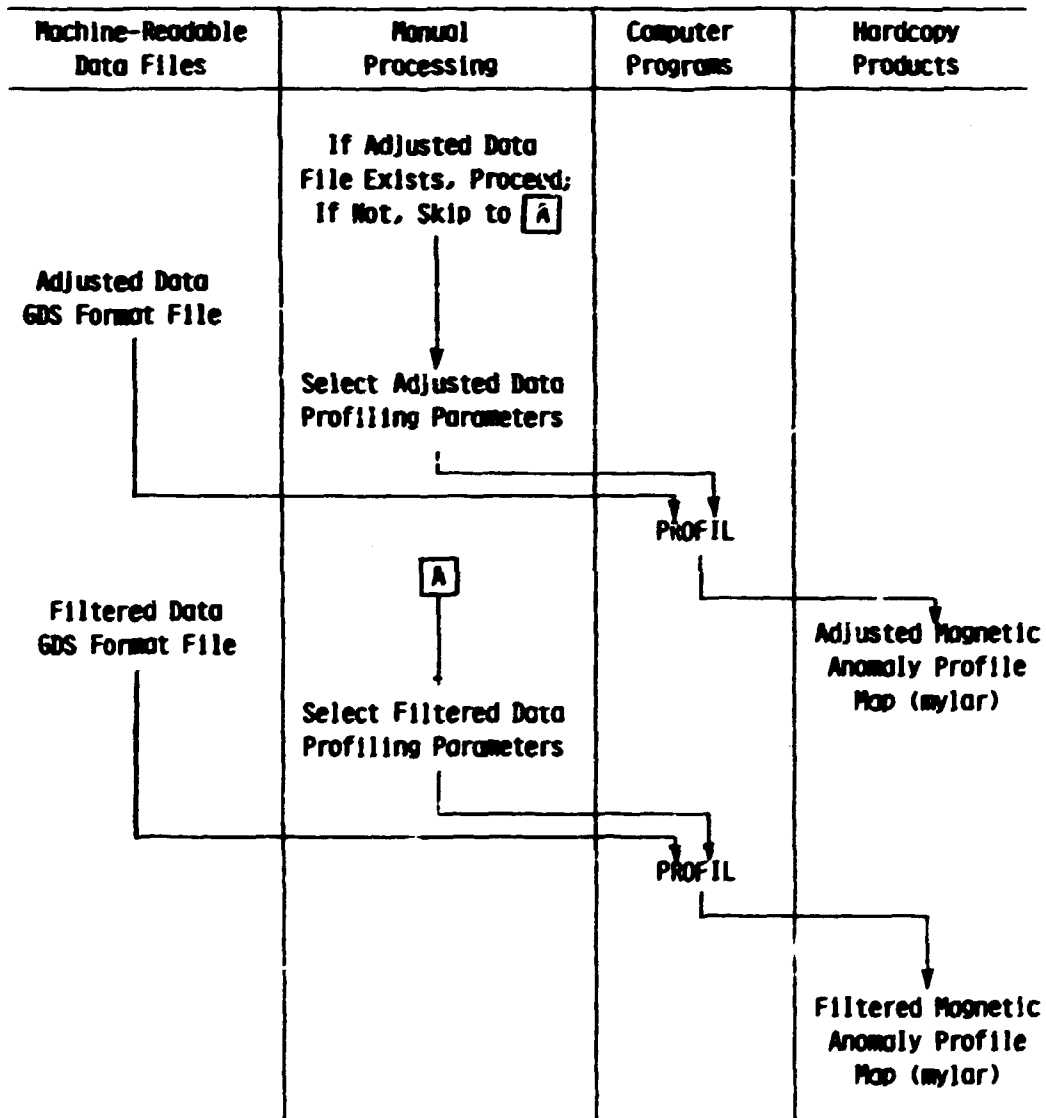 Machine-Readable
Data Files
Manual
Processing
Computer
Programs
Hardcopy
Products
If Adjusted Data
File Exists, Proceed;
If Not, Skip to A
Adjusted Data
GDS Format File
Select Adjusted Data
Profiling Parameters
PROFIL
A
Filtered Data
GDS Format File
Adjusted Magnetic
Anomaly Profile
Map (mylar)
Select Filtered Data
Profiling Parameters
PROFIL
Filtered Magnetic
Anomaly Profile
Map (mylar)